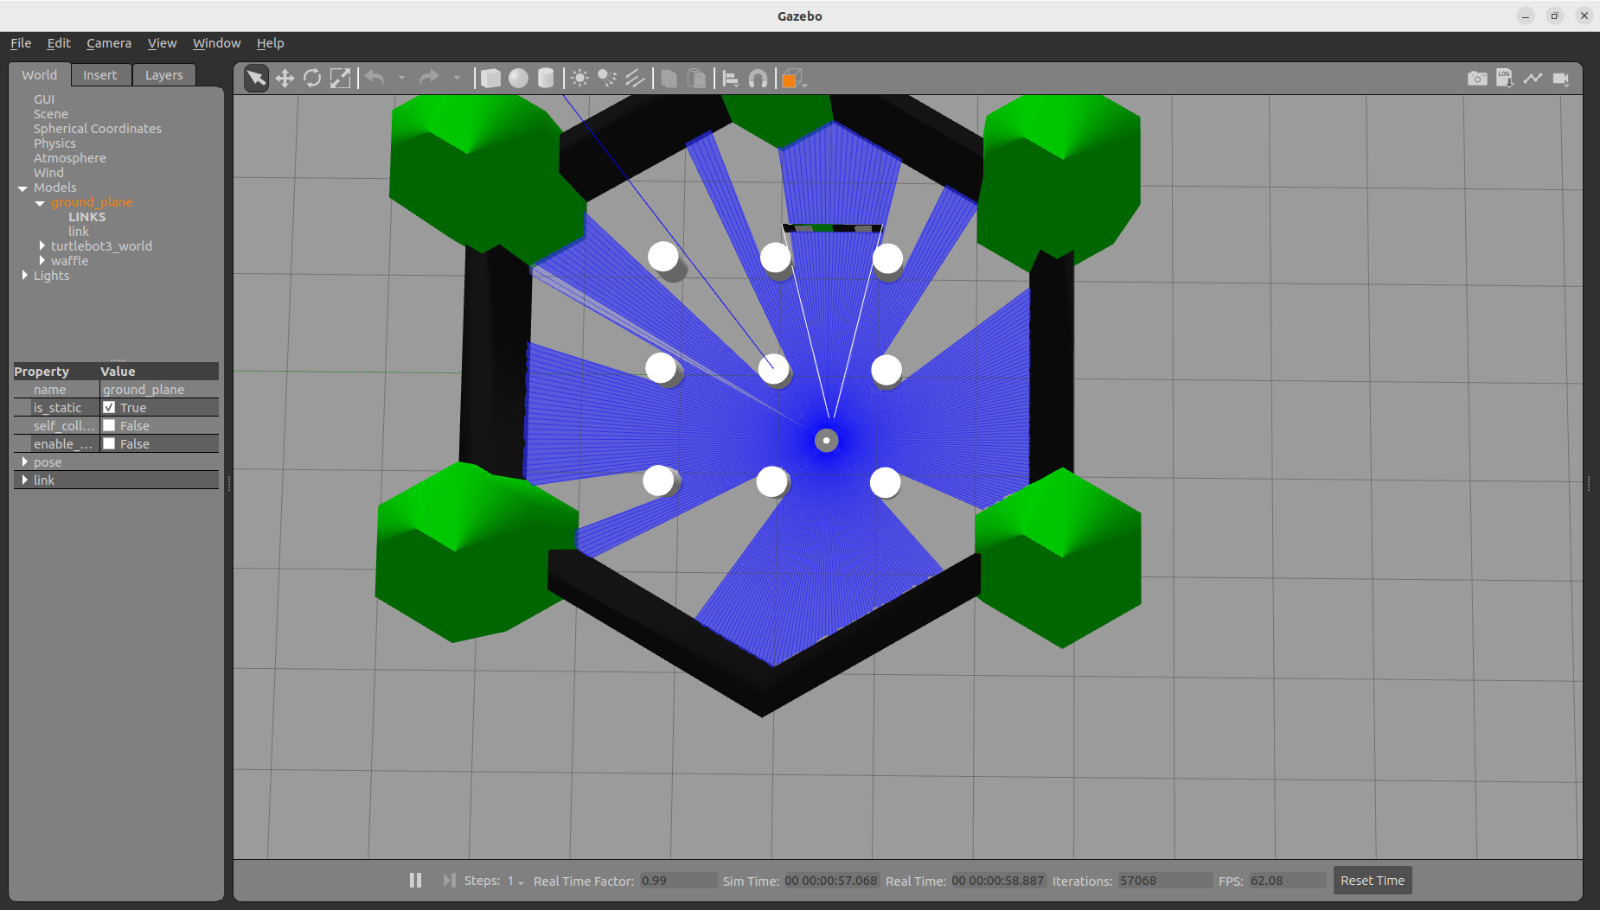 Gazebo
File Edit Camera View Window Help
World Insert Layers
GUI
Scene
Spherical Coordinates
Physics
Atmosphere
Wind
Models
ground_plane
LINKS
link
turtlebot3_world
waffle
Lights
Property Value
name ground_plane
is_static True
self_coll... False
enable_... False
pose
link
LOG
Steps: 1 Real Time Factor: 0.99 Sim Time: 00 00:00:57.068 Real Time: 00 00:00:58.887 Iterations: 57068 FPS: 62.08 Reset Time